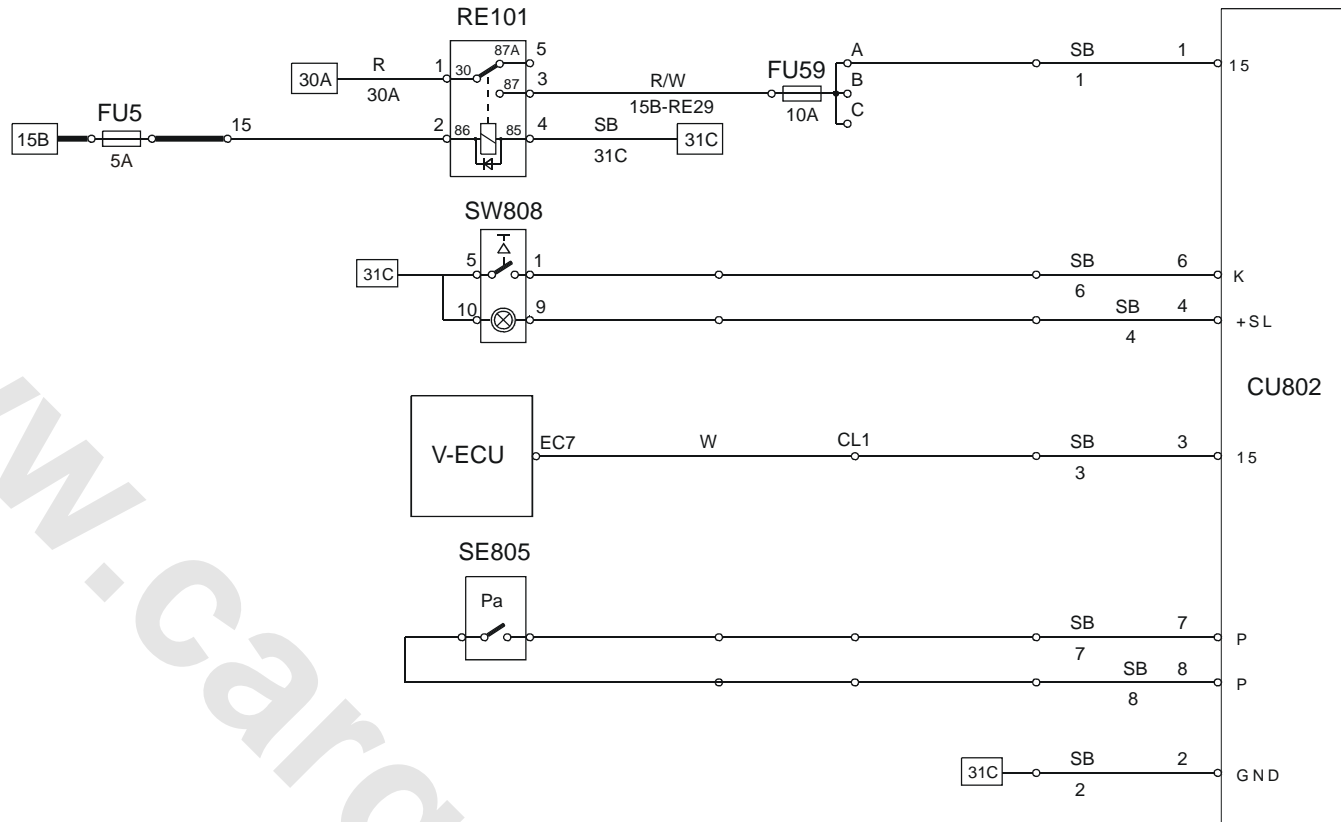 RE101
30A R 30A 1 30 87A 5
87 3 R/W 15B-RE29 FU59 10A A B C SB 1 1 15
15B FU5 5A 15 2 86 85 4 SB 31C 31C
SW808
31C 5 1 SB 6 6 K
10 9 SB 4 4 +SL
CU802
V-ECU EC7 W CL1 SB 3 3 15
SE805
Pa
SB 7 7 P
SB 8 8 P
31C SB 2 2 GND
w.carg